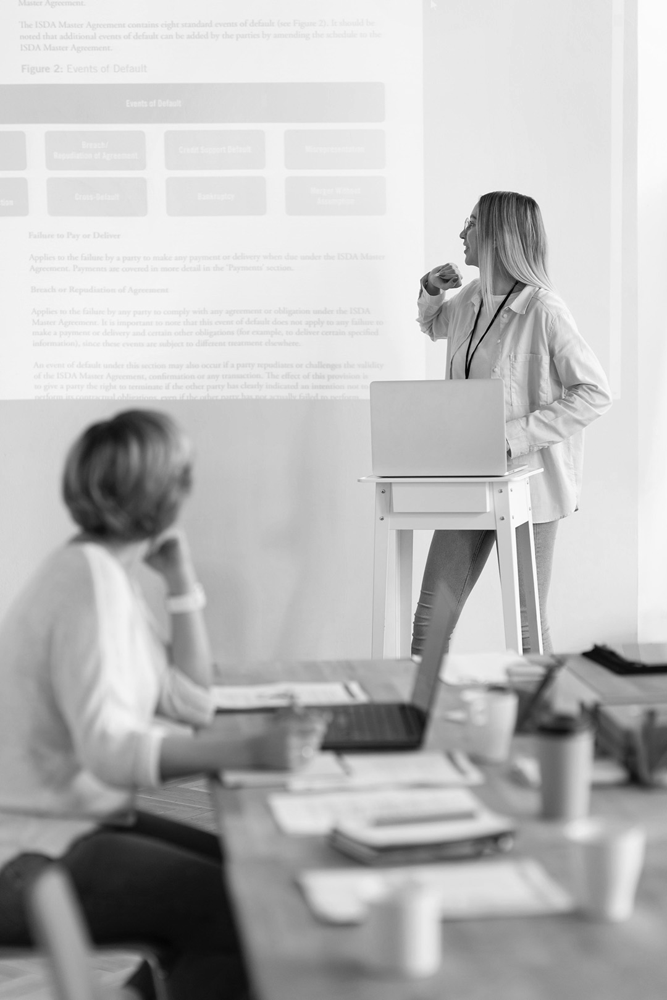 Master Agreement.
The ISDA Master Agreement contains eight standard events of default (see Figure 2). It should be
noted that additional events of default can be added by the parties by amending the schedule to the
ISDA Master Agreement.
Figure 2: Events of Default
Events of Default
Breach/
Repudiation of Agreement
Credit Support Default
Misrepresentation
tion
Cross-Default
Bankruptcy
Merger Without
Assumption
Failure to Pay or Deliver
Applies to the failure by a party to make any payment or delivery when due under the ISDA Master
Agreement. Payments are covered in more detail in the 'Payments' section.
Breach or Repudiation of Agreement
Applies to the failure by any party to comply with any agreement or obligation under the ISDA
Master Agreement. It is important to note that this event of default does not apply to any failure to
make a payment or delivery and certain other obligations (for example, to deliver certain specified
information), since these events are subject to different treatment elsewhere.
An event of default under this section may also occur if a party repudiates or challenges the validity
of the ISDA Master Agreement, confirmation or any transaction. The effect of this provision is
to give a party the right to terminate if the other party has clearly indicated an intention not to
perform its contractual obligations, even if the other party has not actually failed to perform